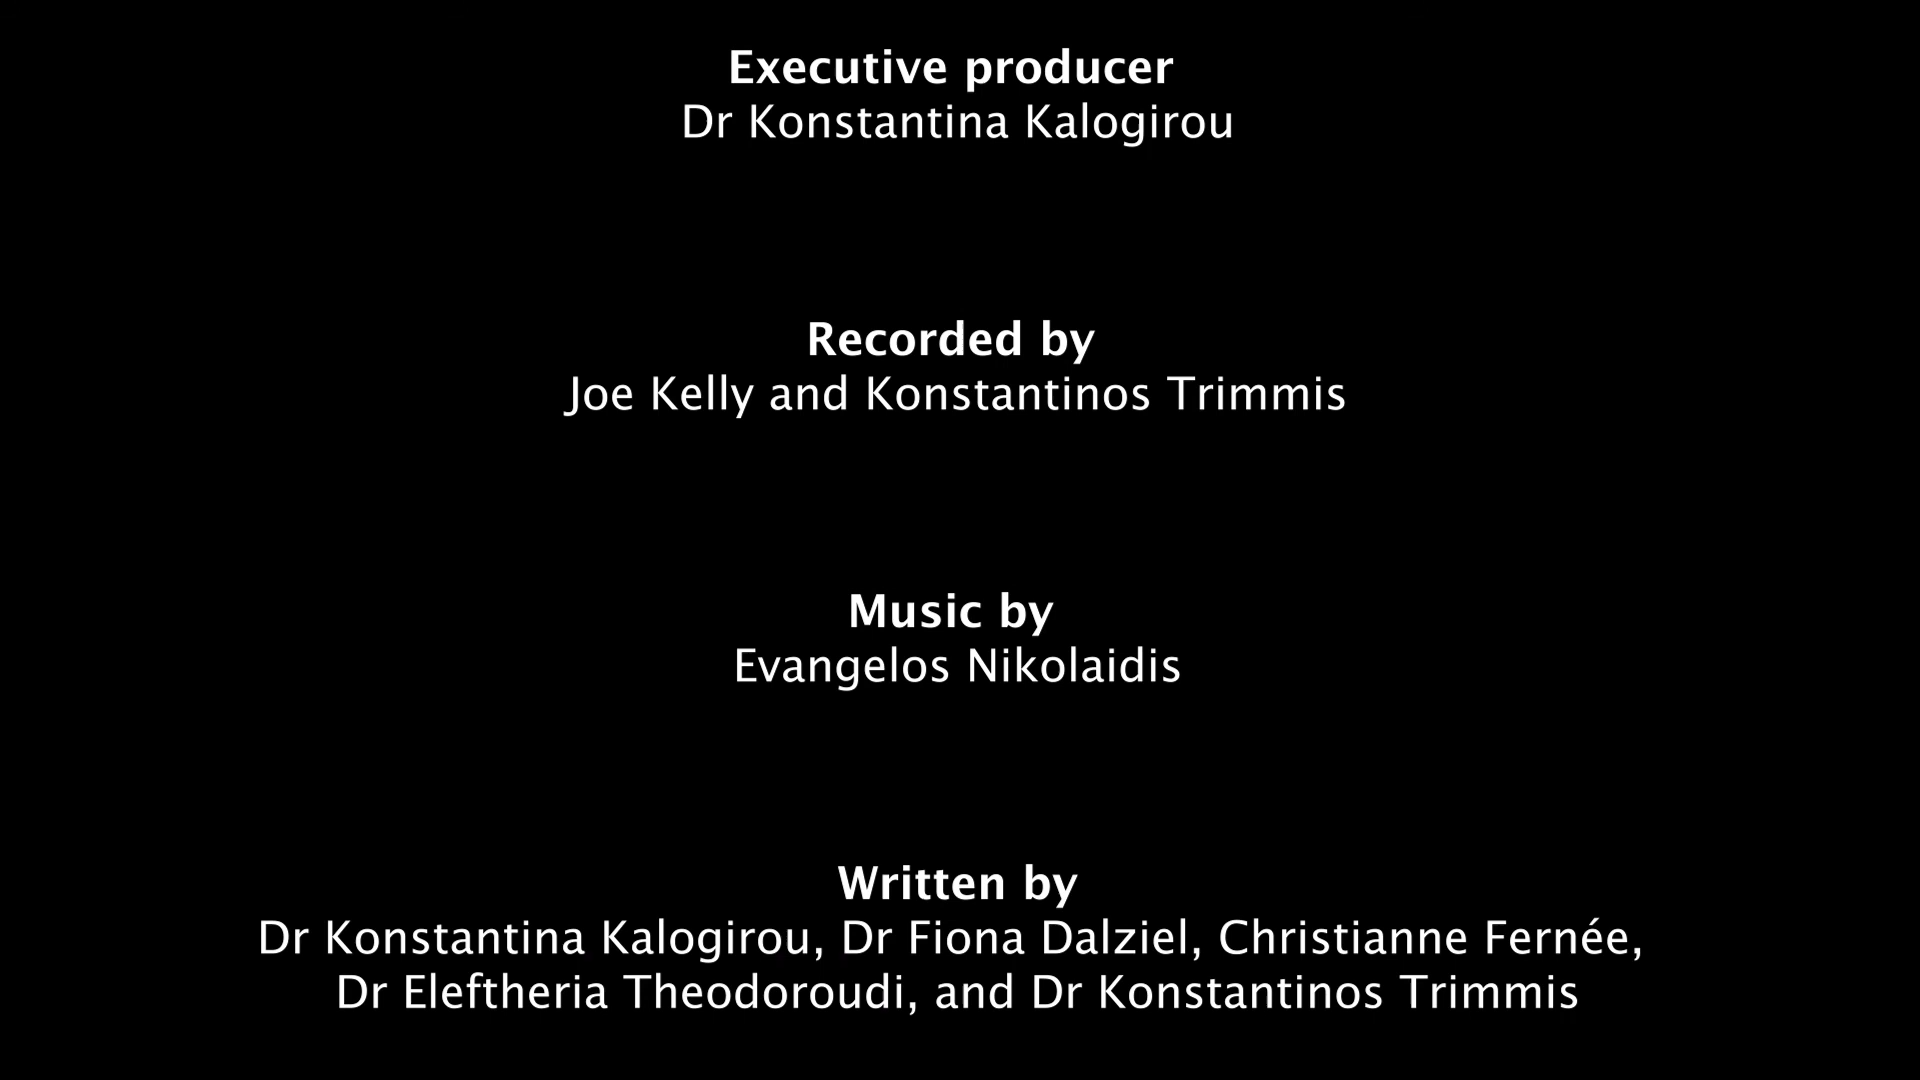 Executive producer
Dr Konstantina Kalogirou
Recorded by
Joe Kelly and Konstantinos Trimmis
Music by
Evangelos Nikolaidis
Written by
Dr Konstantina Kalogirou, Dr Fiona Dalziel, Christianne Fernée,
Dr Eleftheria Theodoroudi, and Dr Konstantinos Trimmis